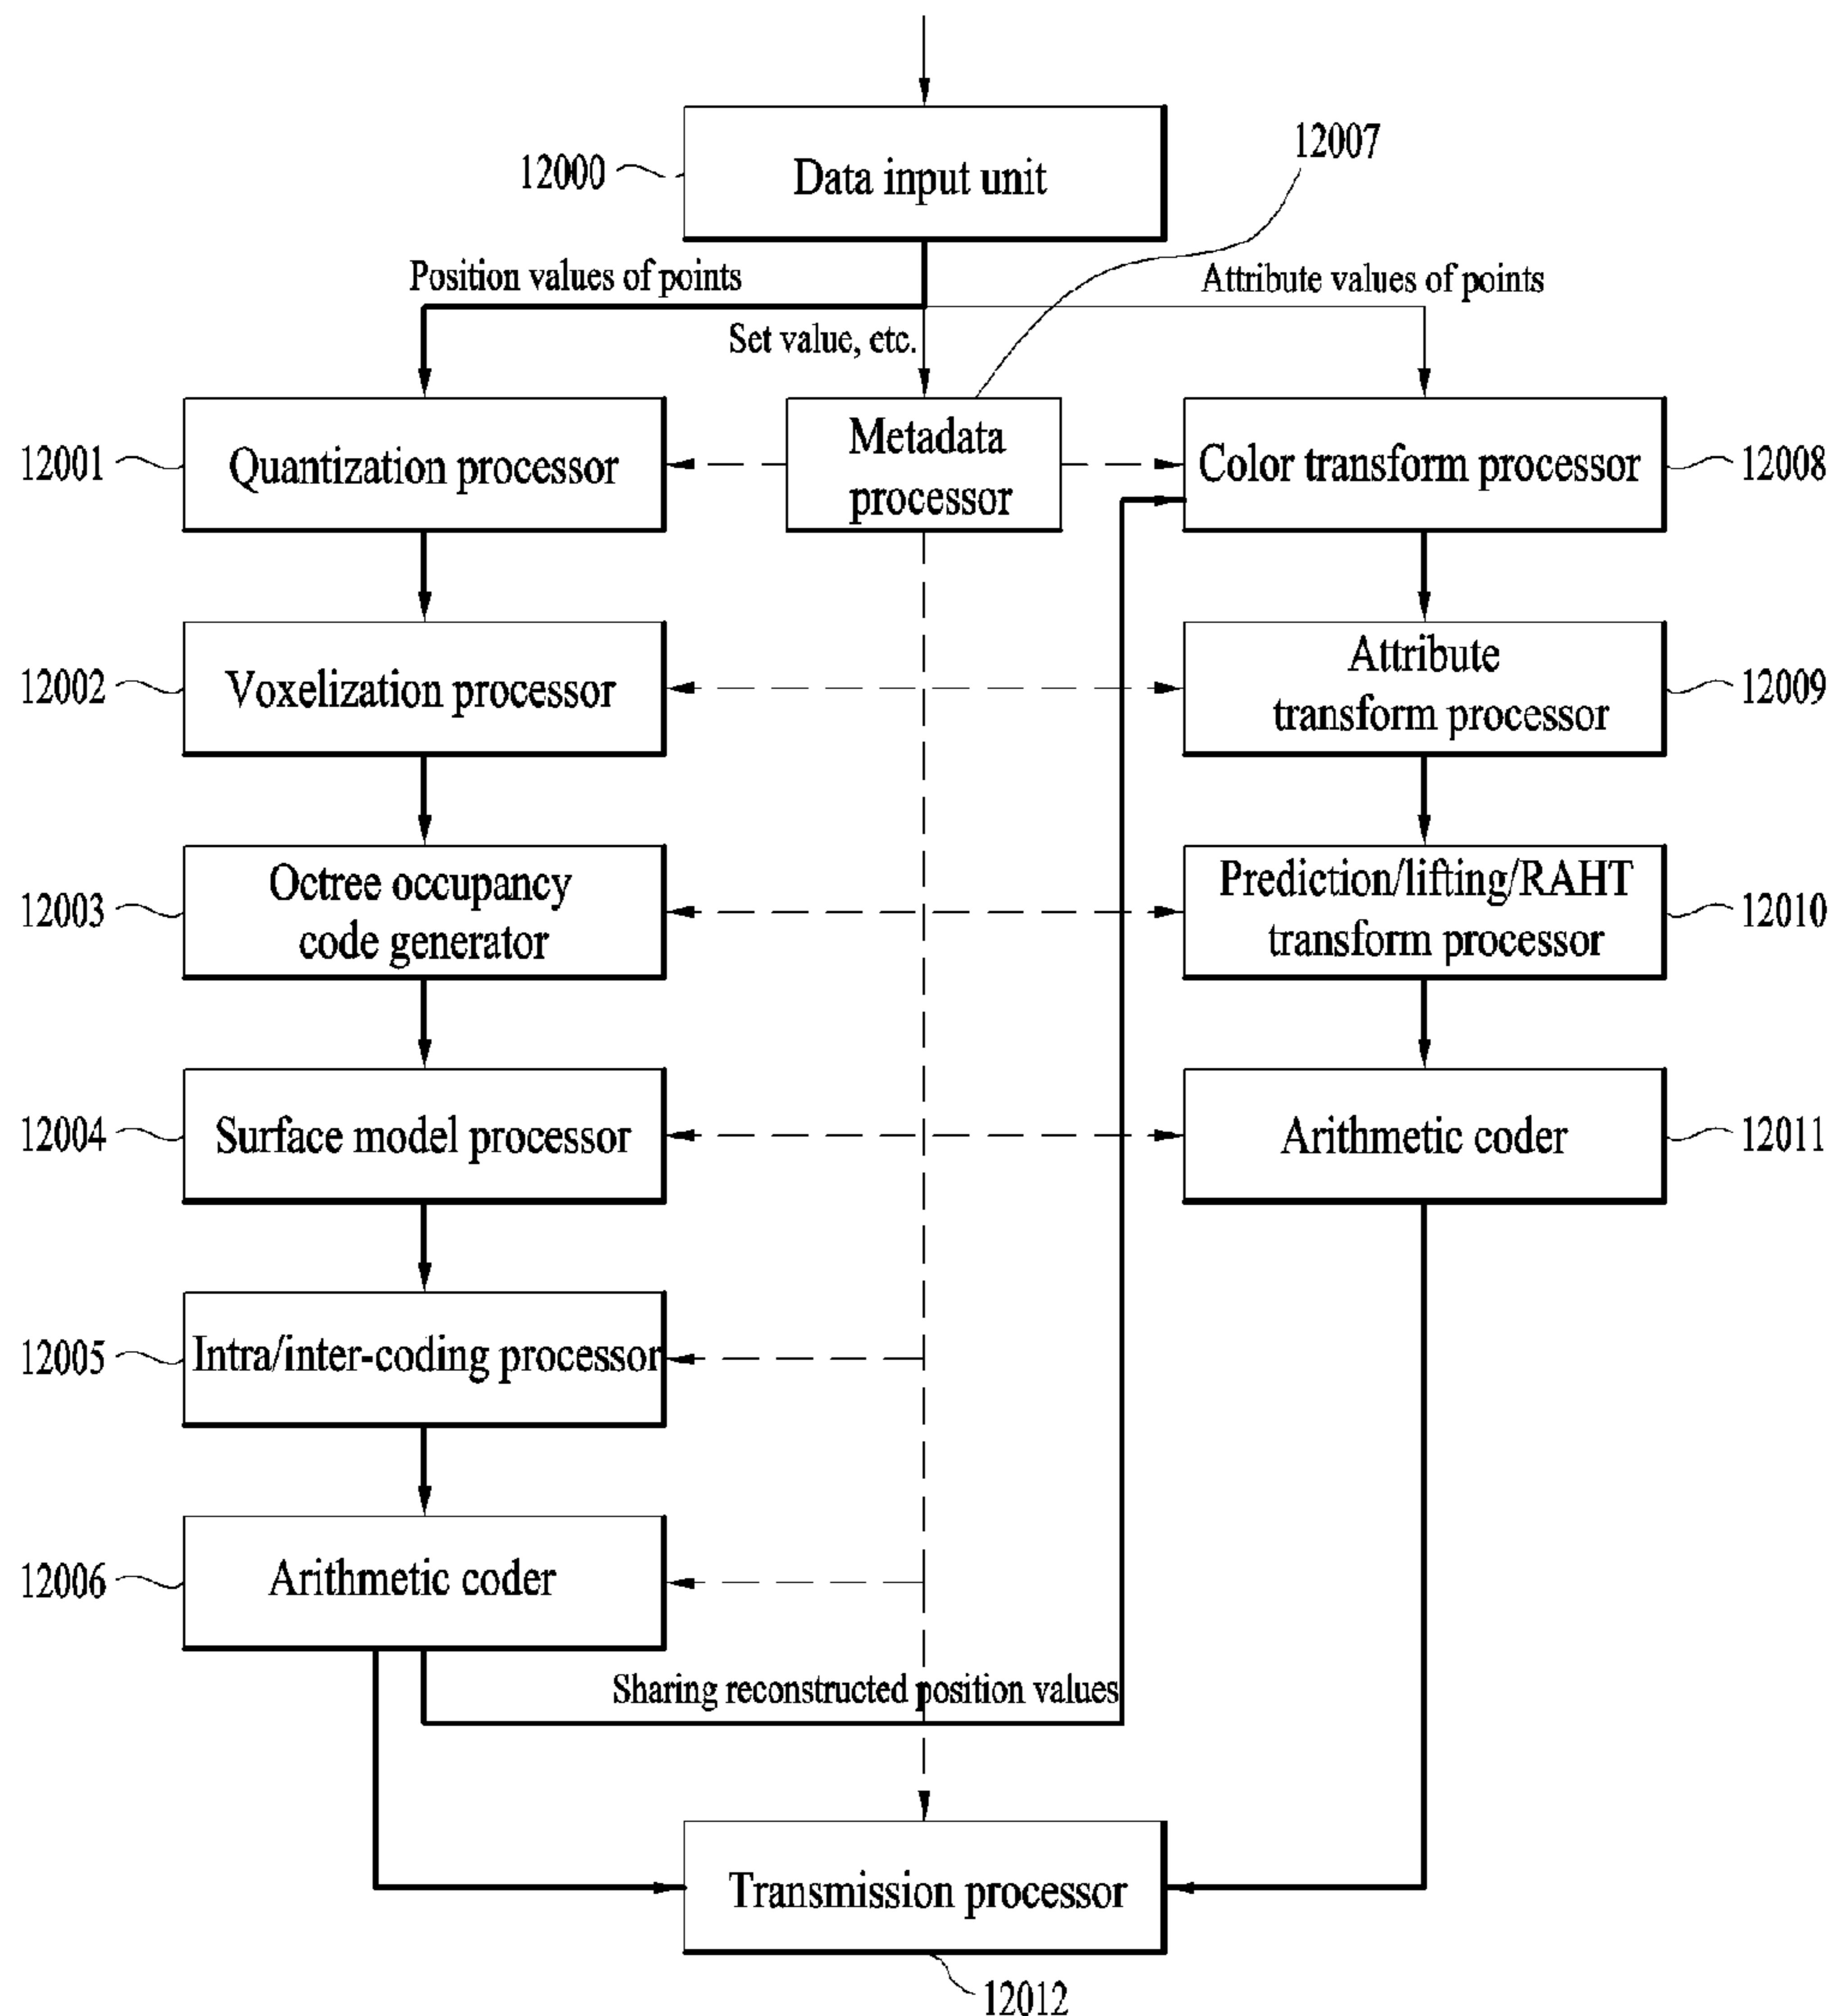 12000
Data input unit
12007
Position values of points
Set value, etc.
Attribute values of points
12001
Quantization processor
Metadata
processor
Color transform processor
12008
12002
Voxelization processor
Attribute
transform processor
12009
12003
Octree occupancy
code generator
Prediction/lifting/RAHT
transform processor
12010
12004
Surface model processor
Arithmetic coder
12011
12005
Intra/inter-coding processor
12006
Arithmetic coder
Sharing reconstructed position values
Transmission processor
12012